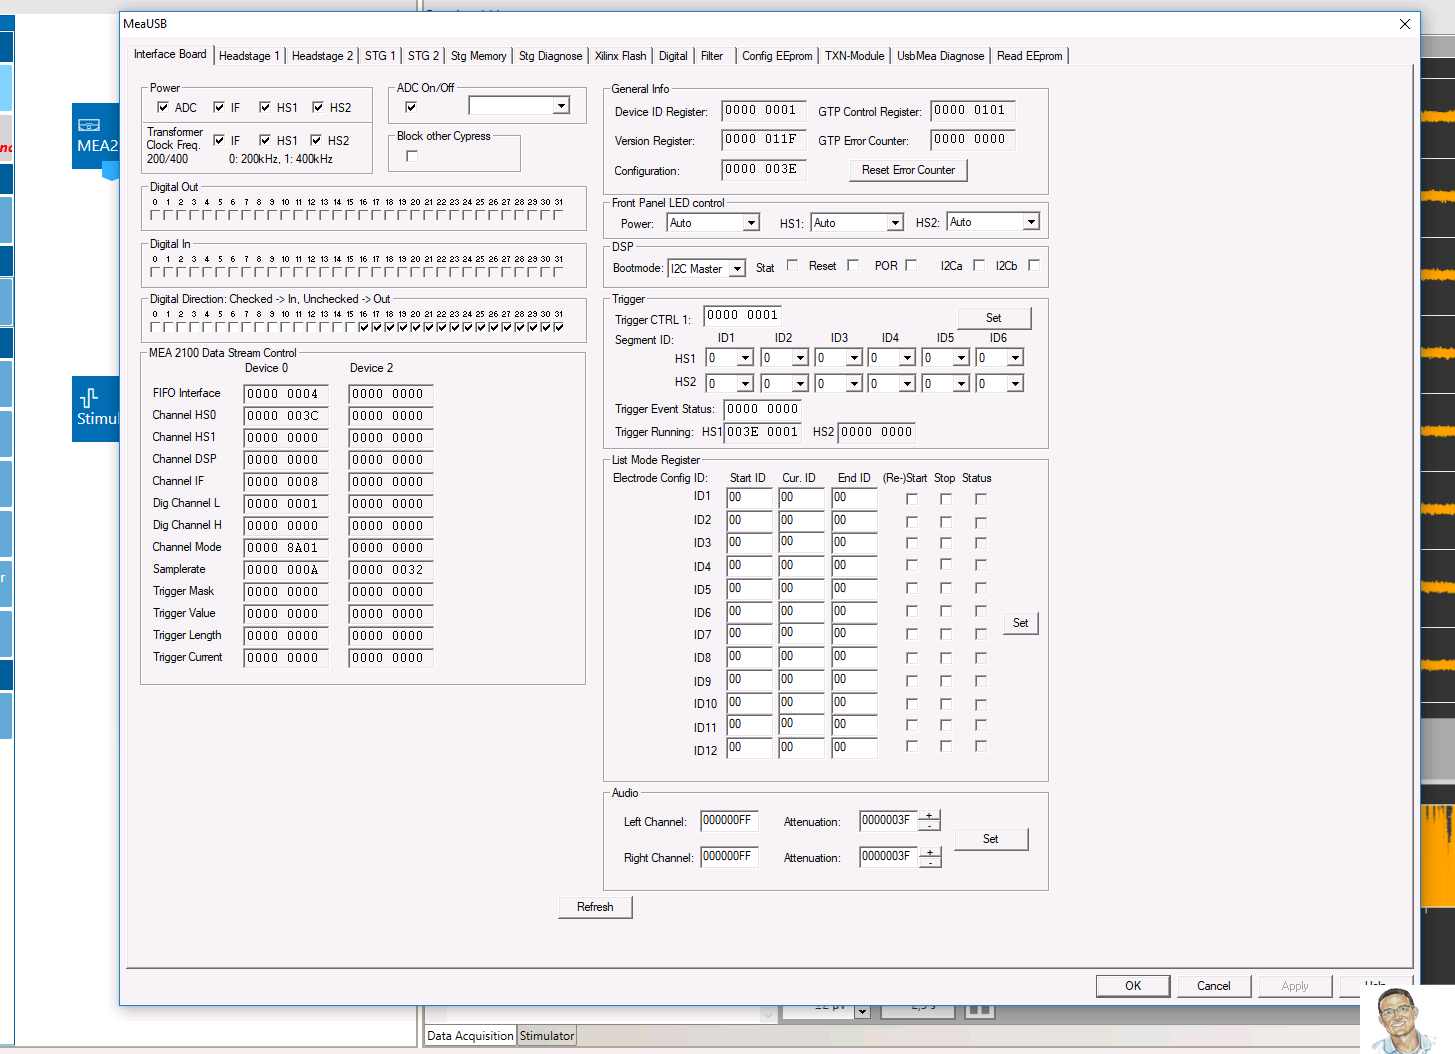 MeaUSB
Interface Board Headstage 1 Headstage 2 STG 1 STG 2 Stg Memory Stg Diagnose Xilinx Flash Digital Filter Config EEprom TXN-Module UsbMea Diagnose Read EEprom
Power
ADC IF HS1 HS2
Transformer
Clock Freq. IF HS1 HS2
200/400 0: 200kHz, 1: 400kHz
ADC On/Off
Block other Cypress
Digital Out
0 1 2 3 4 5 6 7 8 9 10 11 12 13 14 15 16 17 18 19 20 21 22 23 24 25 26 27 28 29 30 31
Digital In
0 1 2 3 4 5 6 7 8 9 10 11 12 13 14 15 16 17 18 19 20 21 22 23 24 25 26 27 28 29 30 31
Digital Direction: Checked -> In, Unchecked -> Out
0 1 2 3 4 5 6 7 8 9 10 11 12 13 14 15 16 17 18 19 20 21 22 23 24 25 26 27 28 29 30 31
MEA 2100 Data Stream Control
Device 0 Device 2
FIFO Interface 0000 0004 0000 0000
Channel HS0 0000 003C 0000 0000
Channel HS1 0000 0000 0000 0000
Channel DSP 0000 0000 0000 0000
Channel IF 0000 0008 0000 0000
Dig Channel L 0000 0001 0000 0000
Dig Channel H 0000 0000 0000 0000
Channel Mode 0000 8A01 0000 0000
Samplerate 0000 000A 0000 0032
Trigger Mask 0000 0000 0000 0000
Trigger Value 0000 0000 0000 0000
Trigger Length 0000 0000 0000 0000
Trigger Current 0000 0000 0000 0000
General Info
Device ID Register: 0000 0001 GTP Control Register: 0000 0101
Version Register: 0000 011F GTP Error Counter: 0000 0000
Configuration: 0000 003E Reset Error Counter
Front Panel LED control
Power: Auto HS1: Auto HS2: Auto
DSP
Bootmode: I2C Master Stat Reset POR I2Ca I2Cb
Trigger
Trigger CTRL 1: 0000 0001 Set
Segment ID: ID1 ID2 ID3 ID4 ID5 ID6
HS1 0 0 0 0 0 0
HS2 0 0 0 0 0 0
Trigger Event Status: 0000 0000
Trigger Running: HS1 003E 0001 HS2 0000 0000
List Mode Register
Electrode Config ID: Start ID Cur. ID End ID (Re-)Start Stop Status
ID1 00 00 00
ID2 00 00 00
ID3 00 00 00
ID4 00 00 00
ID5 00 00 00
ID6 00 00 00
Set
ID7 00 00 00
ID8 00 00 00
ID9 00 00 00
ID10 00 00 00
ID11 00 00 00
ID12 00 00 00
Audio
Left Channel: 000000FF Attenuation: 0000003F + -
Set
Right Channel: 000000FF Attenuation: 0000003F + -
Refresh
OK Cancel Apply
MEA2
Stimul
Data Acquisition Stimulator